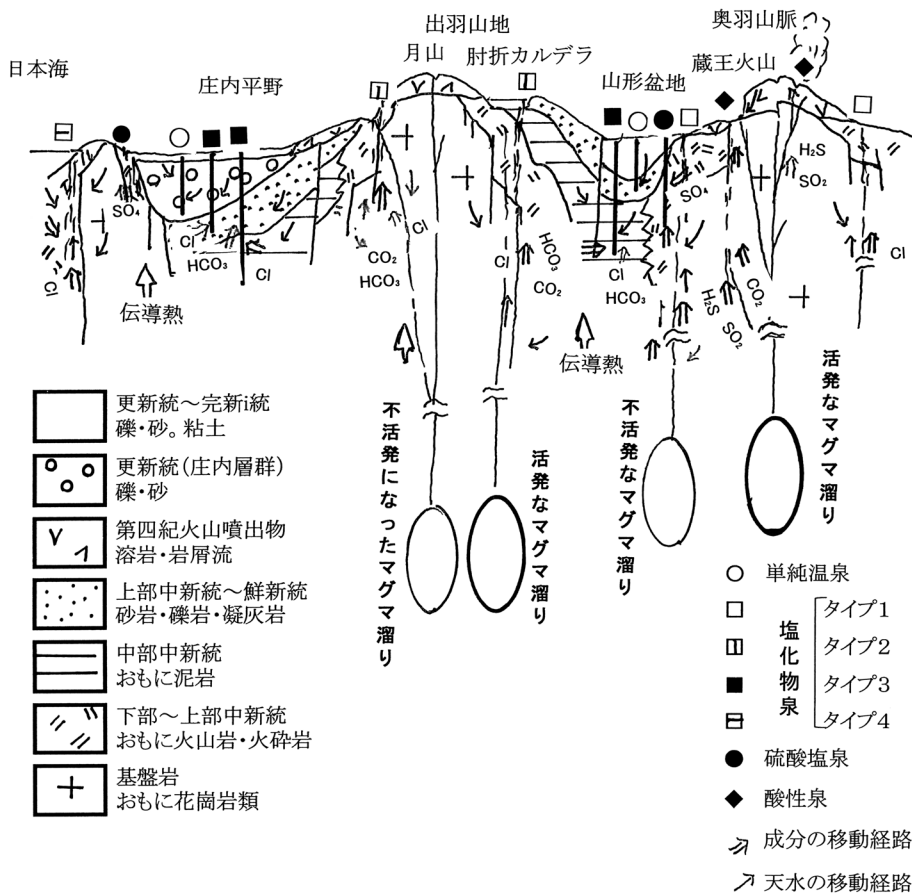 奥羽山脈
出羽山地
月山 肘折カルデラ
蔵王火山
日本海
庄内平野
山形盆地
H₂S
SO₂
SO₄
SO₄
Cl
Cl
HCO₃
Cl
CO₂
HCO₃
Cl
Cl
HCO₃
CO₂
Cl
HCO₃
H₂S
SO₂
CO₂
Cl
Cl
伝導熱
伝導熱
不活発になったマグマ溜り
活発なマグマ溜り
不活発なマグマ溜り
活発なマグマ溜り
更新統～完新i統
礫・砂。粘土
更新統(庄内層群)
礫・砂
第四紀火山噴出物
溶岩・岩屑流
上部中新統～鮮新統
砂岩・礫岩・凝灰岩
中部中新統
おもに泥岩
下部～上部中新統
おもに火山岩・火砕岩
基盤岩
おもに花崗岩類
単純温泉
塩化物泉
タイプ1
タイプ2
タイプ3
タイプ4
硫酸塩泉
酸性泉
成分の移動経路
天水の移動経路